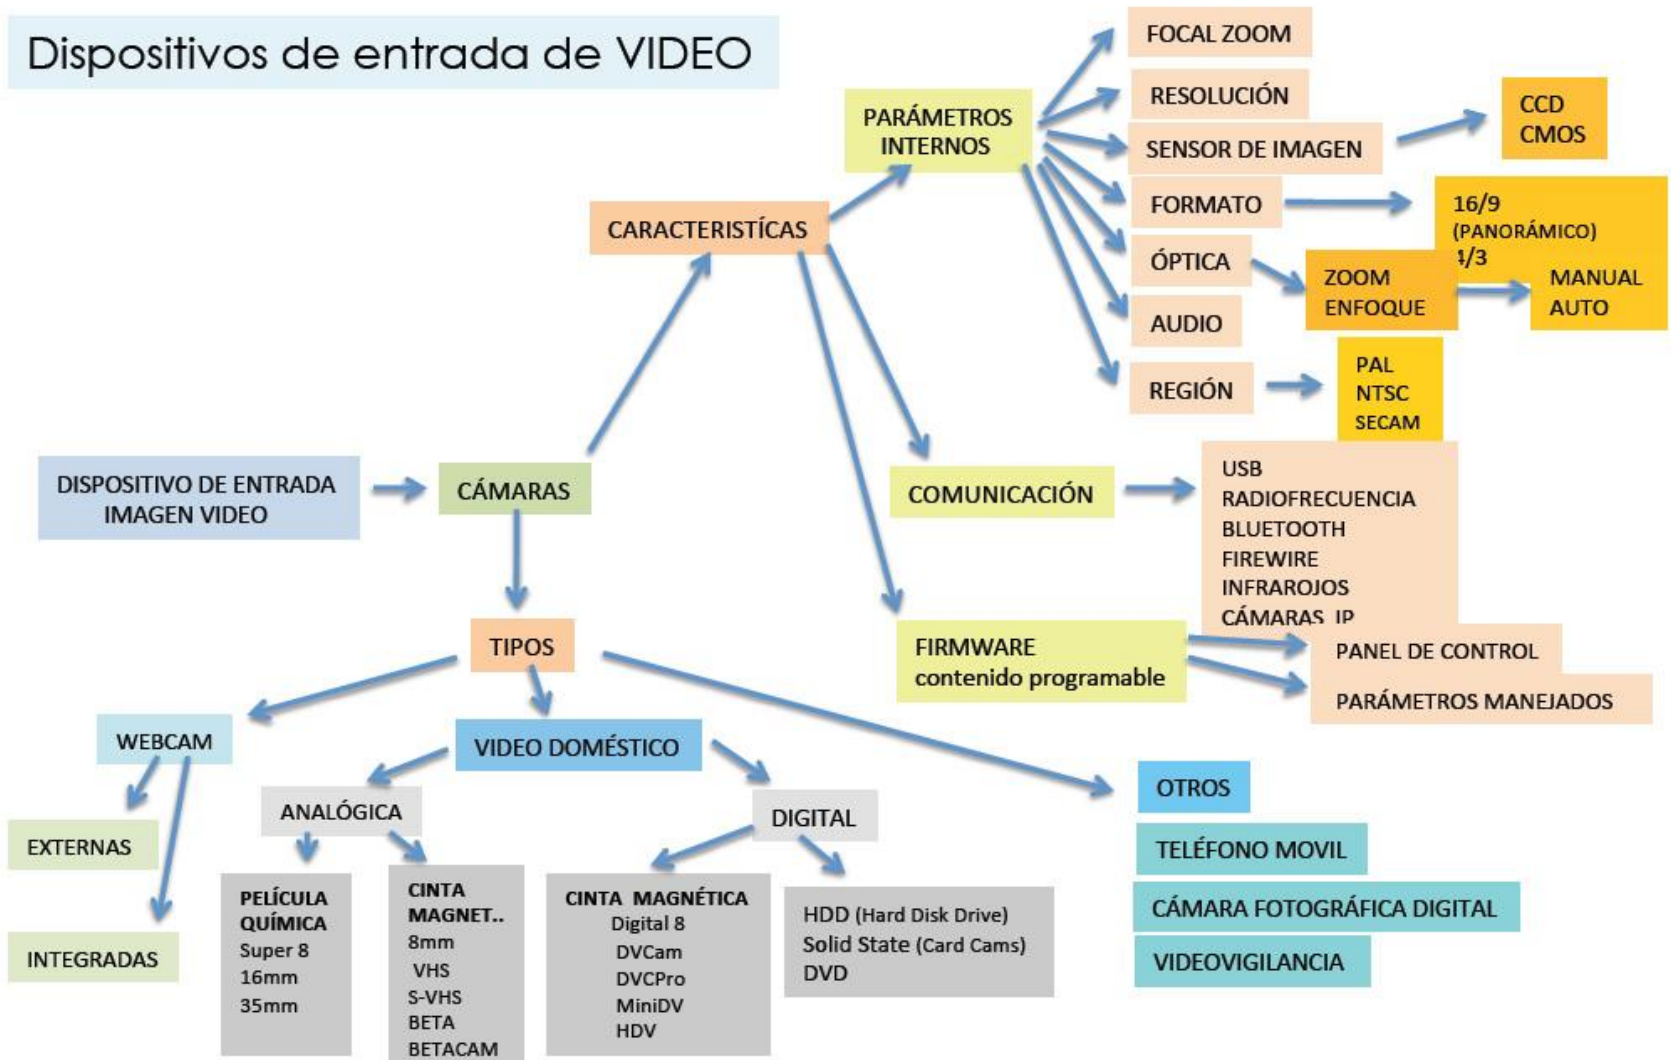 Dispositivos de entrada de VIDEO
FOCAL ZOOM
RESOLUCIÓN
PARÁMETROS
INTERNOS
SENSOR DE IMAGEN
CCD
CMOS
FORMATO
16/9
(PANORÁMICO)
4/3
CARACTERISTÍCAS
ÓPTICA
ZOOM
ENFOQUE
MANUAL
AUTO
AUDIO
REGIÓN
PAL
NTSC
SECAM
DISPOSITIVO DE ENTRADA
IMAGEN VIDEO
CÁMARAS
COMUNICACIÓN
USB
RADIOFRECUENCIA
BLUETOOTH
FIREWIRE
INFRAROJOS
CÁMARAS IP
FIRMWARE
contenido programable
PANEL DE CONTROL
PARÁMETROS MANEJADOS
TIPOS
WEBCAM
EXTERNAS
INTEGRADAS
VIDEO DOMÉSTICO
ANALÓGICA
PELÍCULA
QUÍMICA
Super 8
16mm
35mm
CINTA
MAGNET..
8mm
VHS
S-VHS
BETA
BETACAM
DIGITAL
CINTA MAGNÉTICA
Digital 8
DVCam
DVCPro
MiniDV
HDV
HDD (Hard Disk Drive)
Solid State (Card Cams)
DVD
OTROS
TELÉFONO MOVIL
CÁMARA FOTOGRÁFICA DIGITAL
VIDEOVIGILANCIA